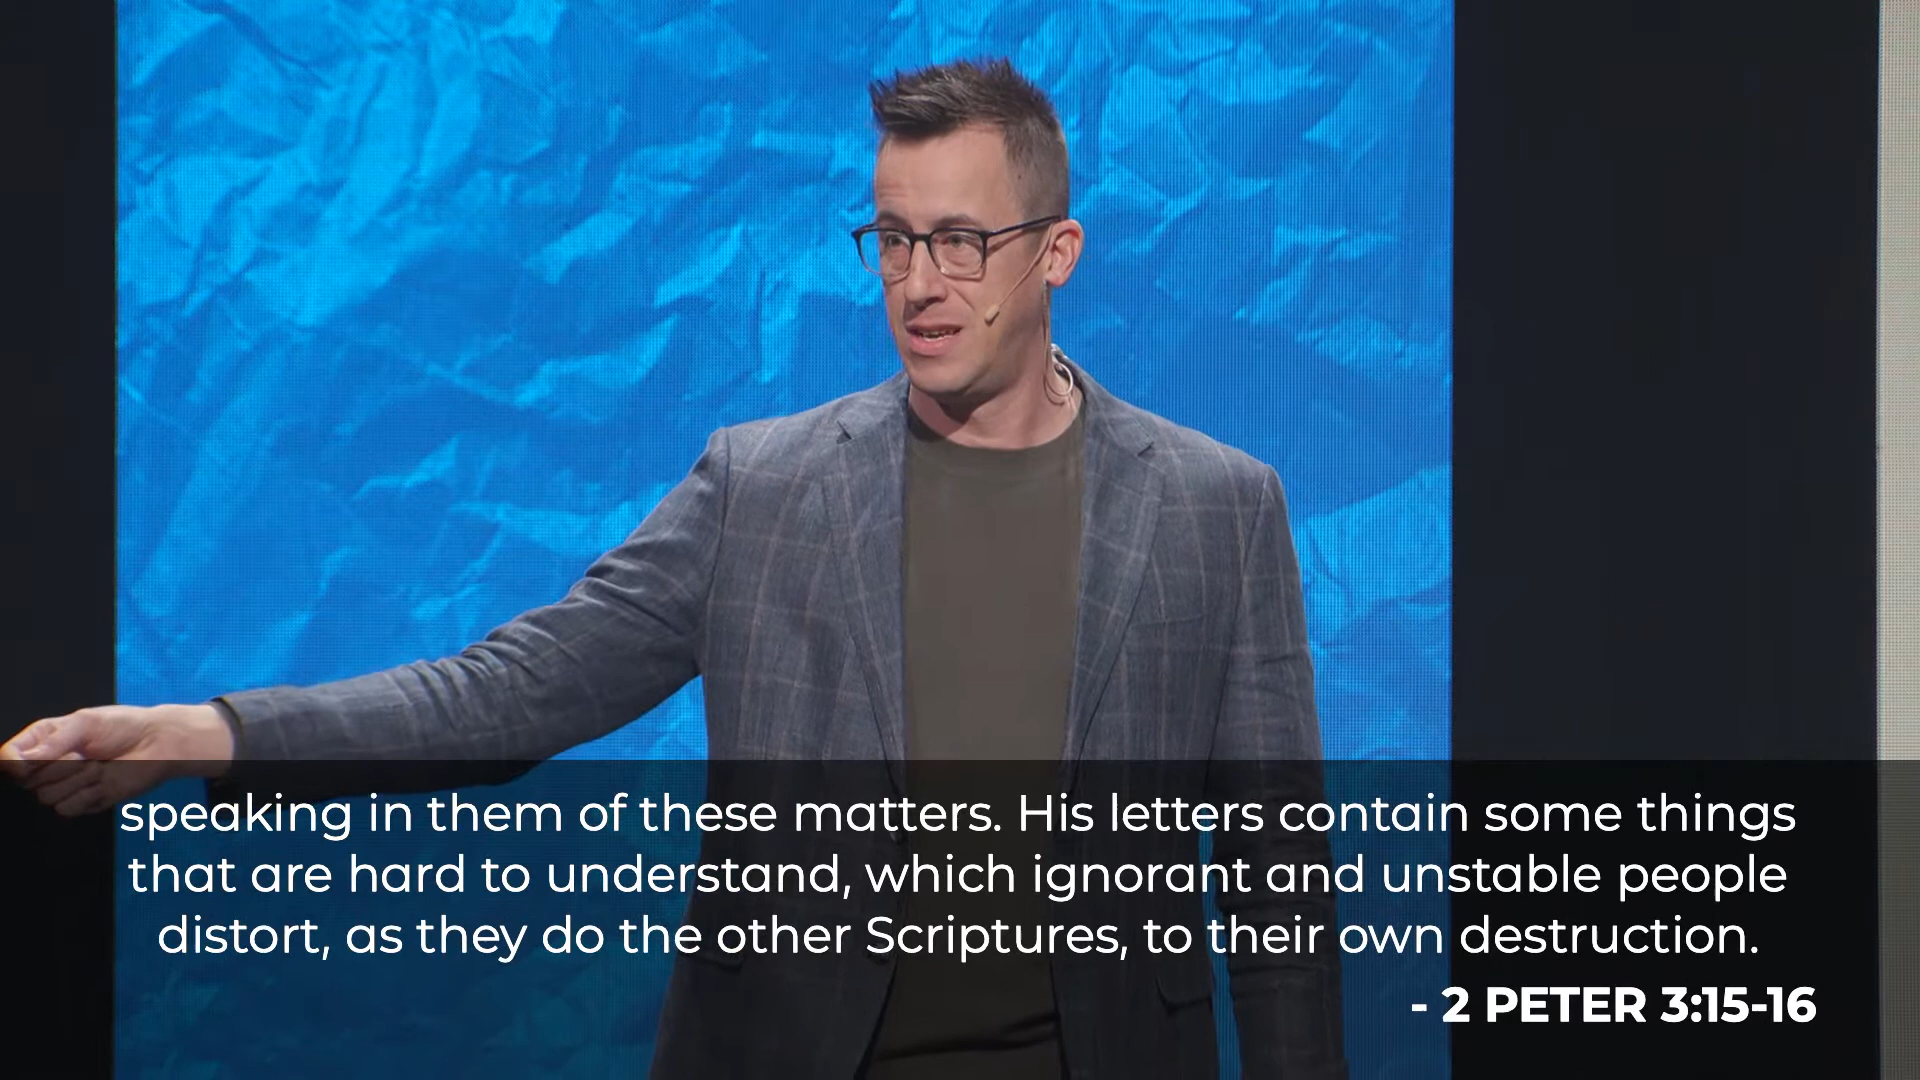 speaking in them of these matters. His letters contain some things
that are hard to understand, which ignorant and unstable people
distort, as they do the other Scriptures, to their own destruction.
- 2 PETER 3:15-16